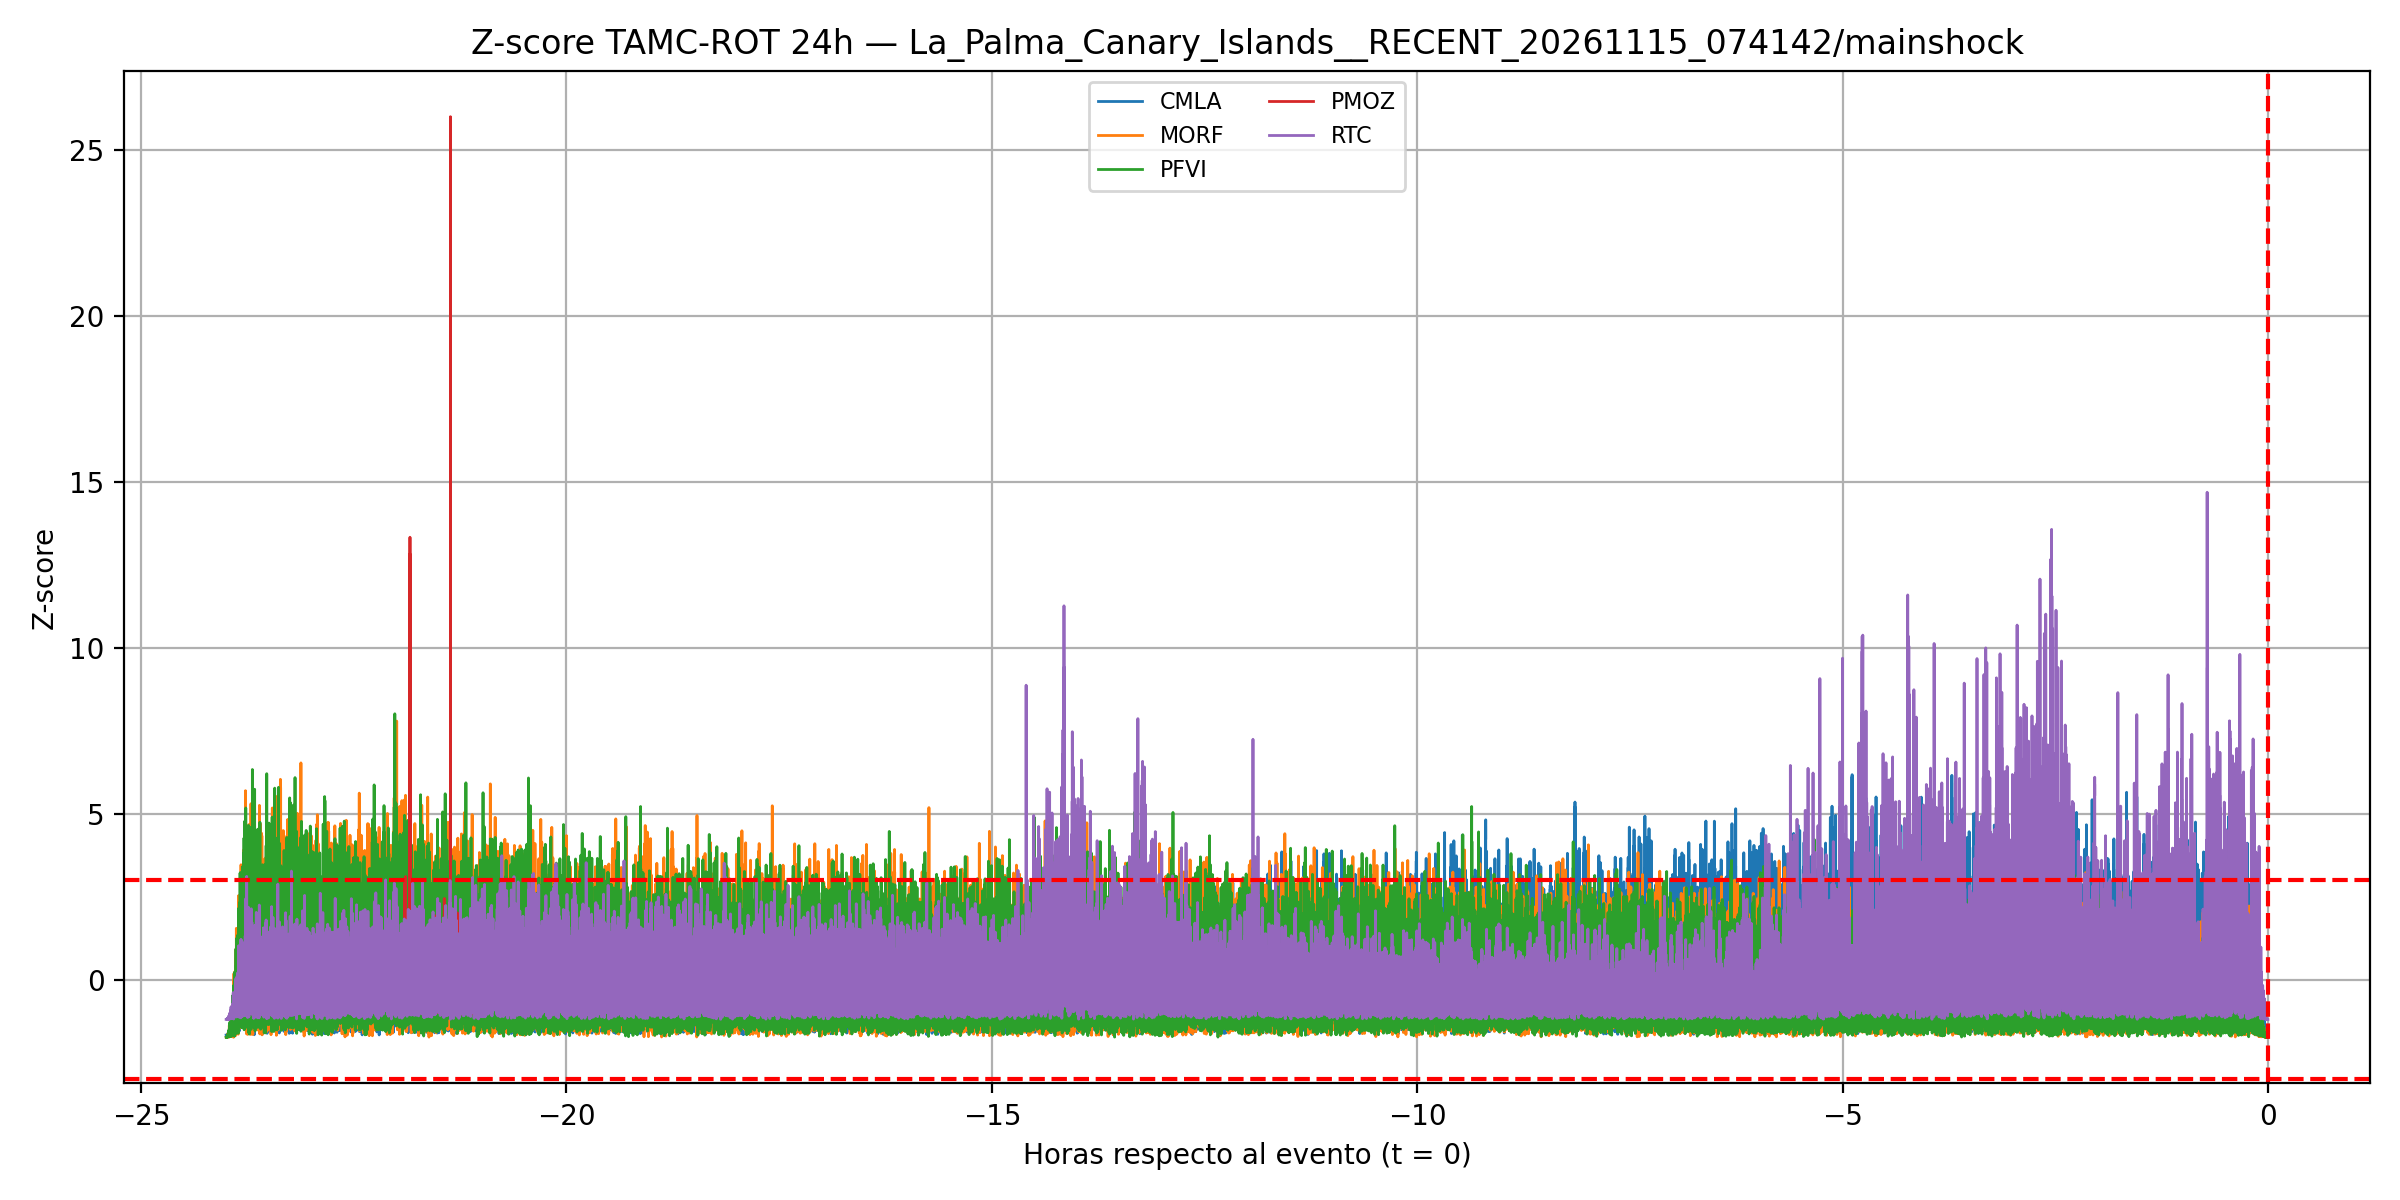 Z-score TAMC-ROT 24h — La_Palma_Canary_Islands__RECENT_20261115_074142/mainshock
CMLA
MORF
PFVI
PMOZ
RTC
Z-score
25
20
15
10
5
0
−25
−20
−15
−10
−5
0
Horas respecto al evento (t = 0)